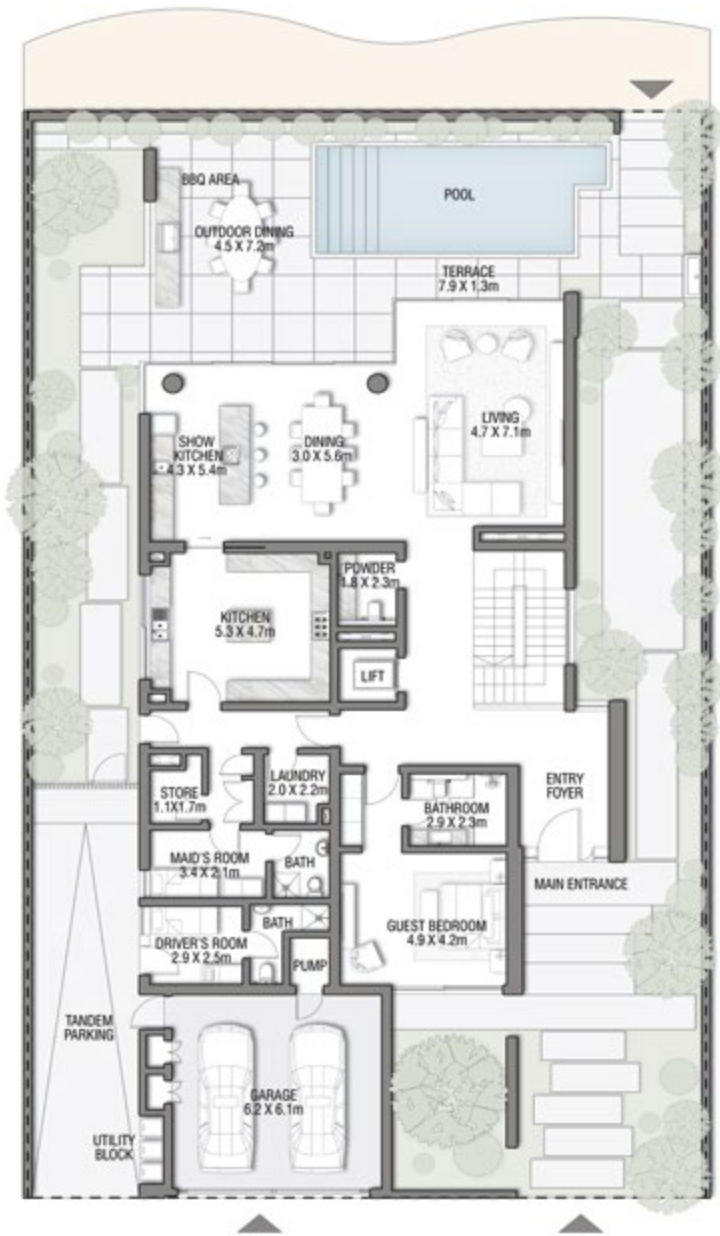 BBQ AREA
POOL
OUTDOOR DINING
4.5 X 7.2m
TERRACE
7.9 X 1.3m
LIVING
4.7 X 7.1m
SHOW
KITCHEN
4.3 X 5.4m
DINING
3.0 X 5.6m
POWDER
1.8 X 2.3m
KITCHEN
5.3 X 4.7m
LIFT
STORE
1.1X1.7m
LAUNDRY
2.0 X 2.2m
BATHROOM
2.9 X 2.3m
ENTRY
FOYER
MAID'S ROOM
3.4 X 2.1m
BATH
MAIN ENTRANCE
BATH
GUEST BEDROOM
4.9 X 4.2m
DRIVER'S ROOM
2.9 X 2.5m
PUMP
TANDEM
PARKING
GARAGE
6.2 X 6.1m
UTILITY
BLOCK